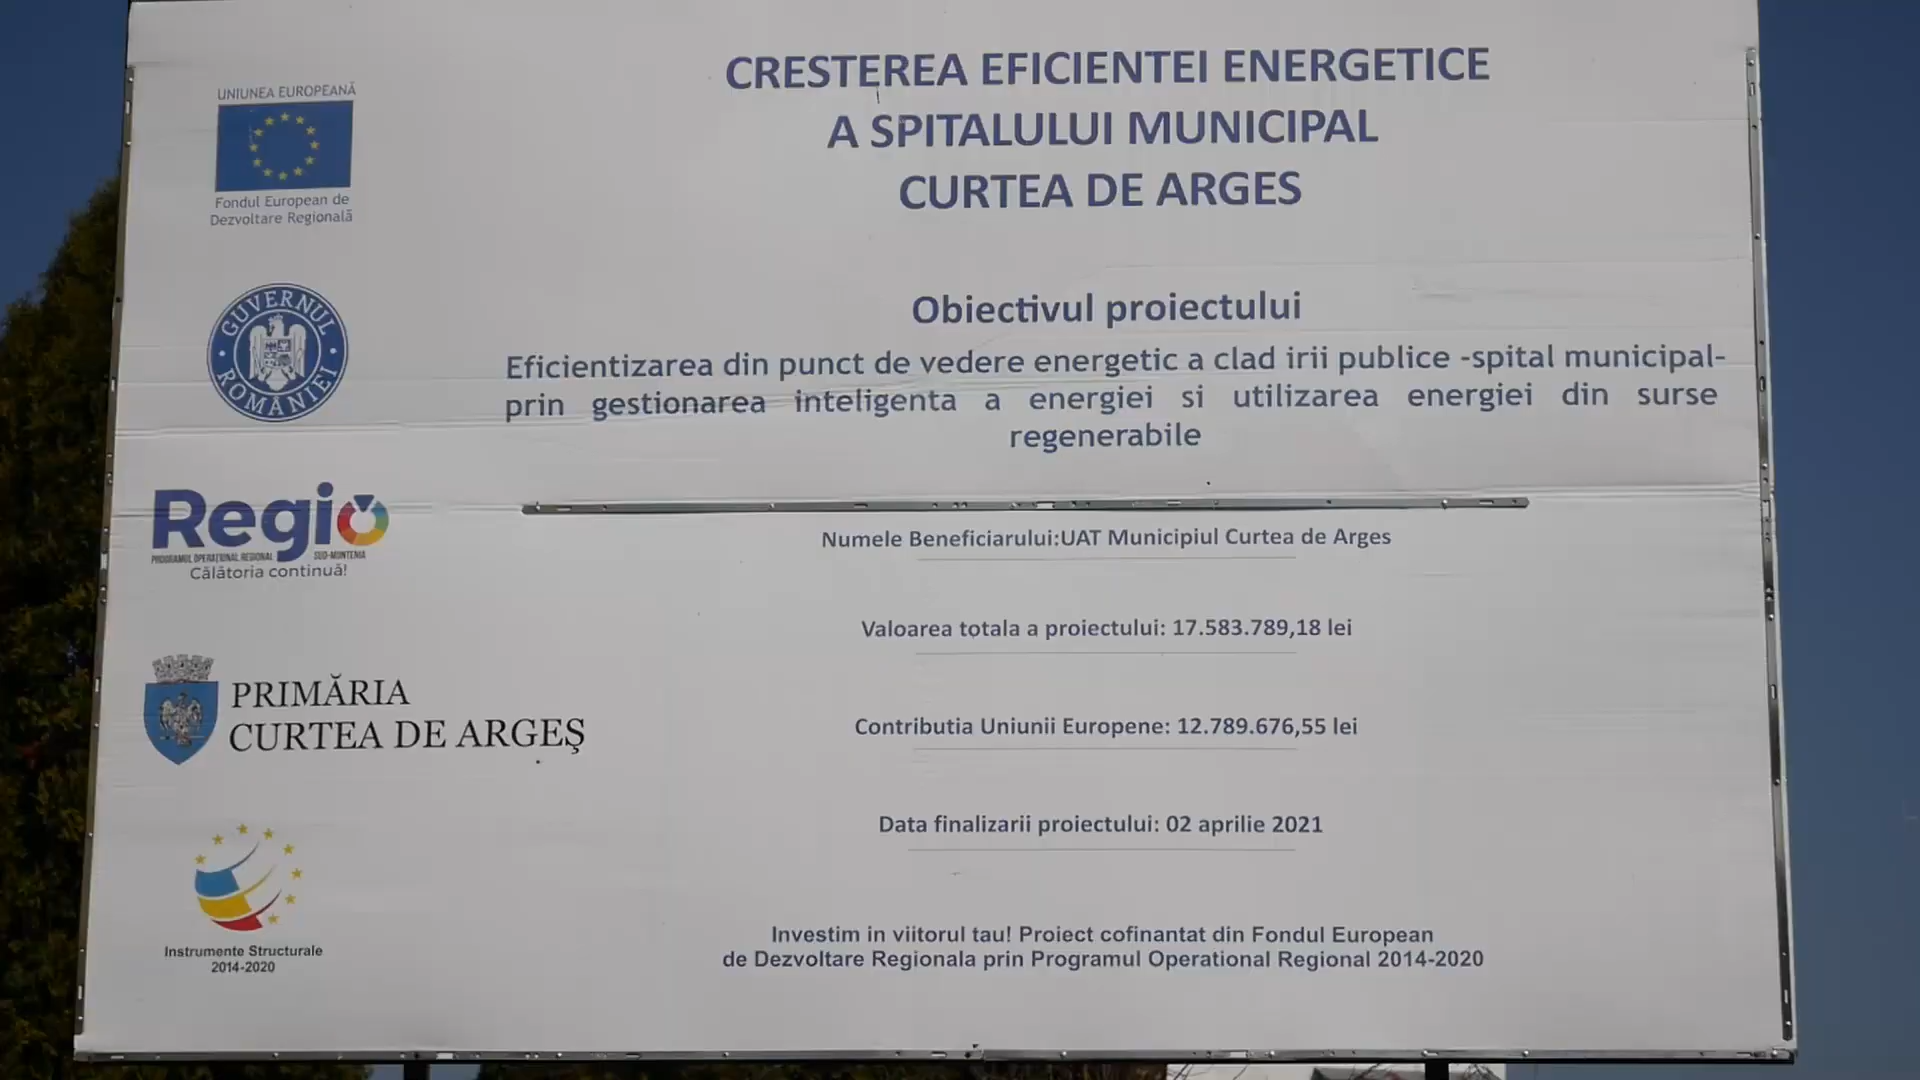 UNIUNEA EUROPEANĂ
Fondul European de
Dezvoltare Regională
GUVERNUL
ROMÂNIEI
Regio
PROGRAMUL OPERAȚIONAL REGIONAL SUD-MUNTENIA
Călătoria continuă!
PRIMĂRIA
CURTEA DE ARGEŞ
Instrumente Structurale
2014-2020
CRESTEREA EFICIENTEI ENERGETICE
A SPITALULUI MUNICIPAL
CURTEA DE ARGES
Obiectivul proiectului
Eficientizarea din punct de vedere energetic a clad irii publice -spital municipal-
prin gestionarea inteligenta a energiei si utilizarea energiei din surse
regenerabile
Numele Beneficiarului:UAT Municipiul Curtea de Arges
Valoarea totala a proiectului: 17.583.789,18 lei
Contributia Uniunii Europene: 12.789.676,55 lei
Data finalizarii proiectului: 02 aprilie 2021
Investim in viitorul tau! Proiect cofinantat din Fondul European
de Dezvoltare Regionala prin Programul Operational Regional 2014-2020